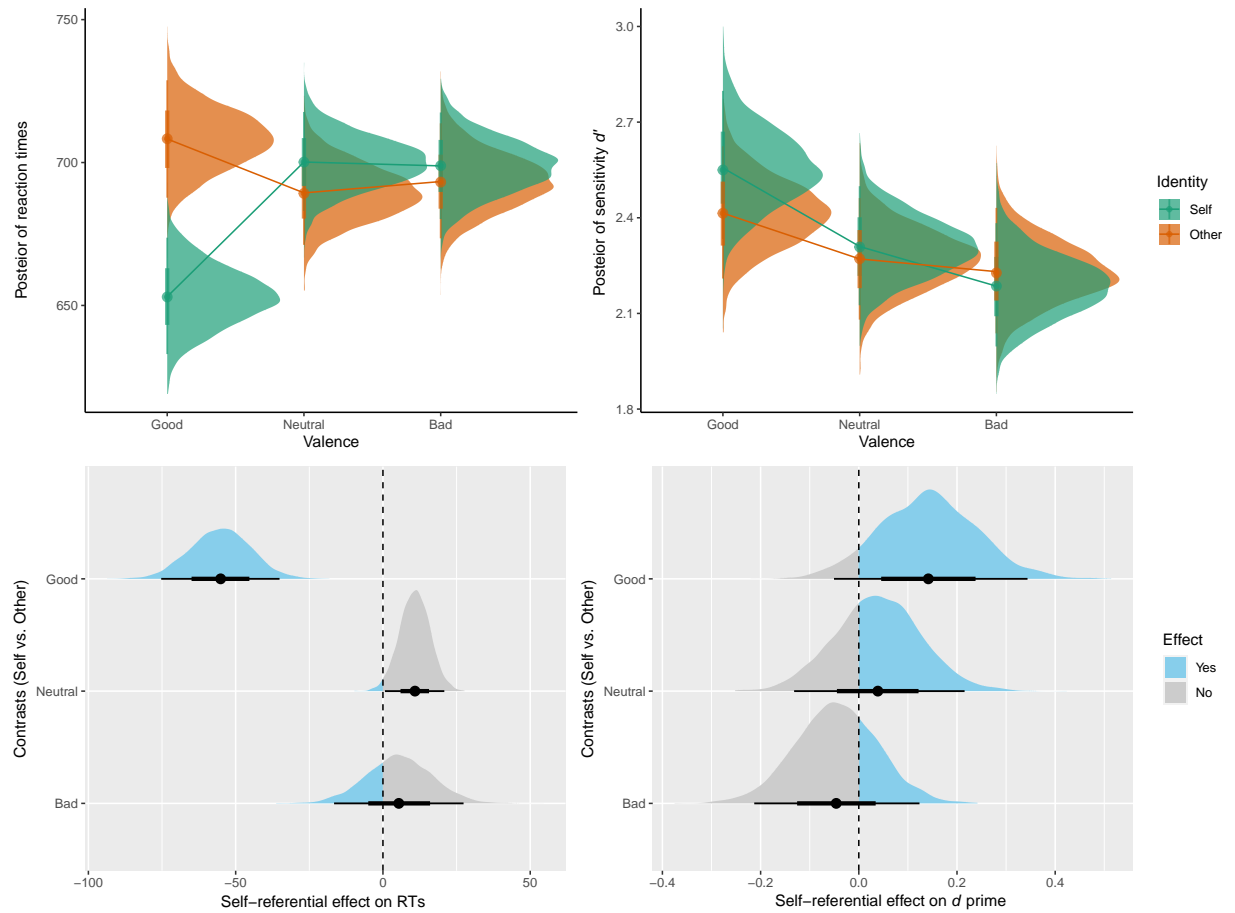 750
700
650
Posteior of reaction times
Good
Neutral
Bad
Valence
3.0
2.7
2.4
2.1
1.8
Posteior of sensitivity d′
Good
Neutral
Bad
Valence
Identity
Self
Other
Contrasts (Self vs. Other)
Good
Neutral
Bad
−100
−50
0
50
Self−referential effect on RTs
Contrasts (Self vs. Other)
Good
Neutral
Bad
−0.4
−0.2
0.0
0.2
0.4
Self−referential effect on d prime
Effect
Yes
No